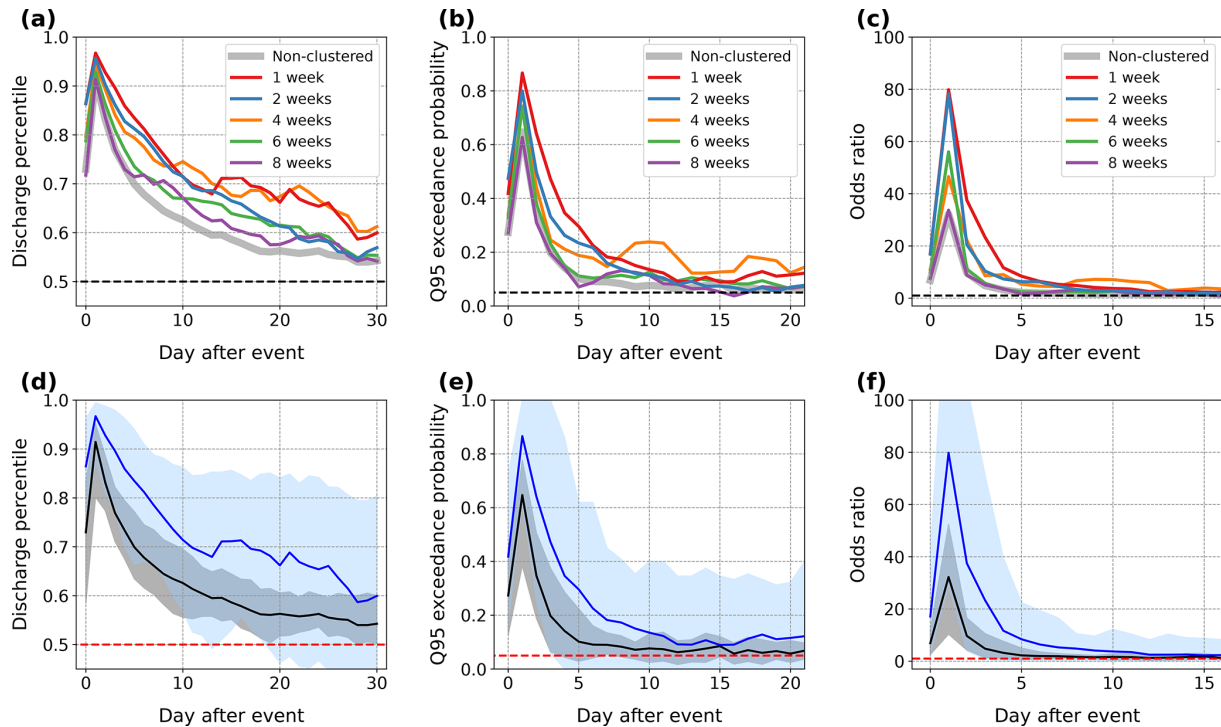 (a)
1.0
0.9
0.8
0.7
0.6
0.5
0
10
20
30
Discharge percentile
Day after event
Non-clustered
1 week
2 weeks
4 weeks
6 weeks
8 weeks
(b)
1.0
0.8
0.6
0.4
0.2
0.0
0
5
10
15
20
Q95 exceedance probability
Day after event
Non-clustered
1 week
2 weeks
4 weeks
6 weeks
8 weeks
(c)
100
80
60
40
20
0
0
5
10
15
Odds ratio
Day after event
Non-clustered
1 week
2 weeks
4 weeks
6 weeks
8 weeks
(d)
1.0
0.9
0.8
0.7
0.6
0.5
0
10
20
30
Discharge percentile
Day after event
(e)
1.0
0.8
0.6
0.4
0.2
0.0
0
5
10
15
20
Q95 exceedance probability
Day after event
(f)
100
80
60
40
20
0
0
5
10
15
Odds ratio
Day after event